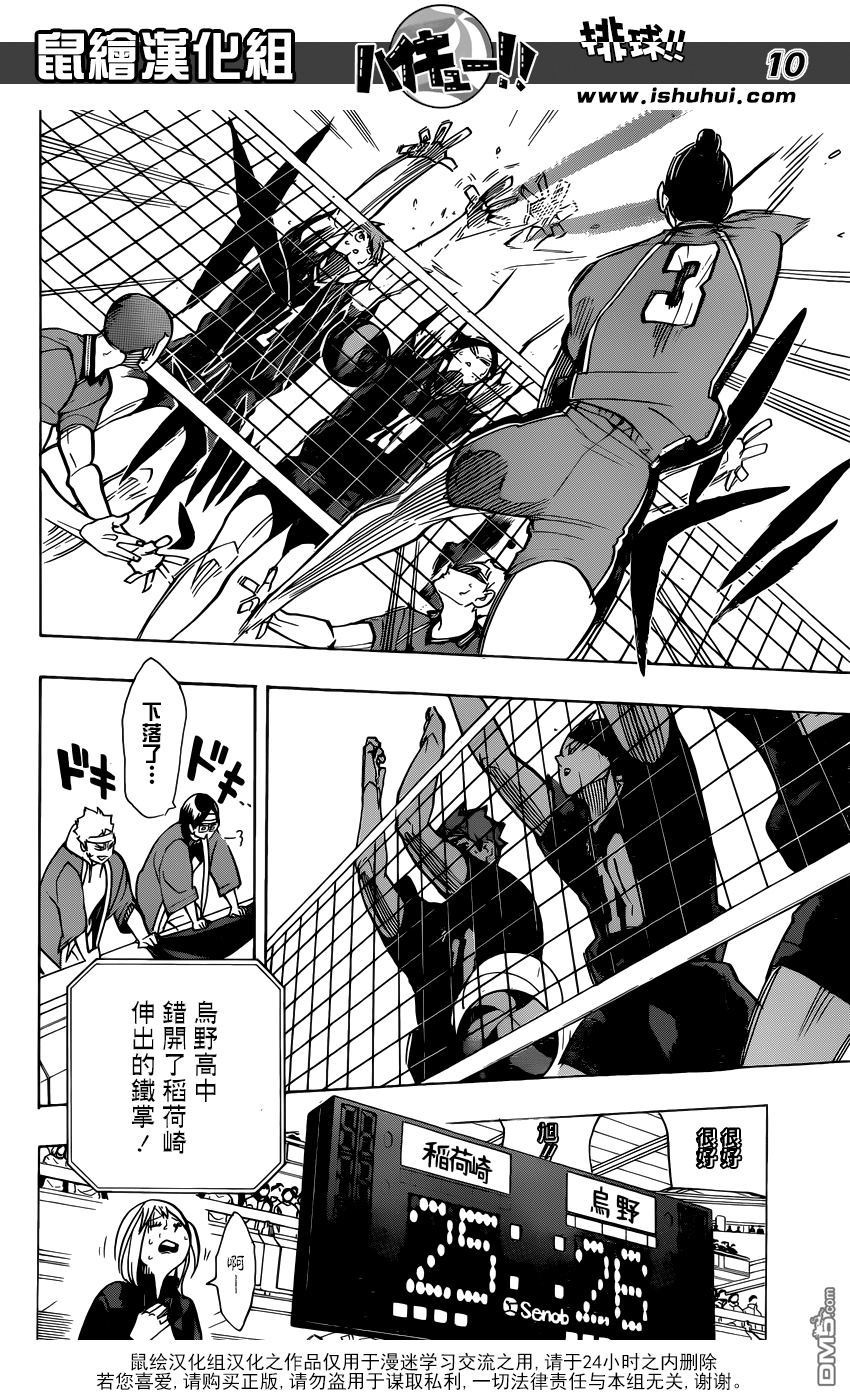 鼠繪漢化組
ハイキュー!!
排球!!
10
www.ishuhui.com
3
下落了…
ドキ
ドキ…
烏野高中
錯開了稻荷崎
伸出的鐵掌！
很好
很好
旭!!
稲荷崎
烏野
25
26
Senob
啊—
DM5.com
鼠绘汉化组汉化之作品仅用于漫迷学习交流之用, 请于24小时之内删除
若您喜爱, 请购买正版, 请勿盗用于谋取私利, 一切法律责任与本组无关, 谢谢。